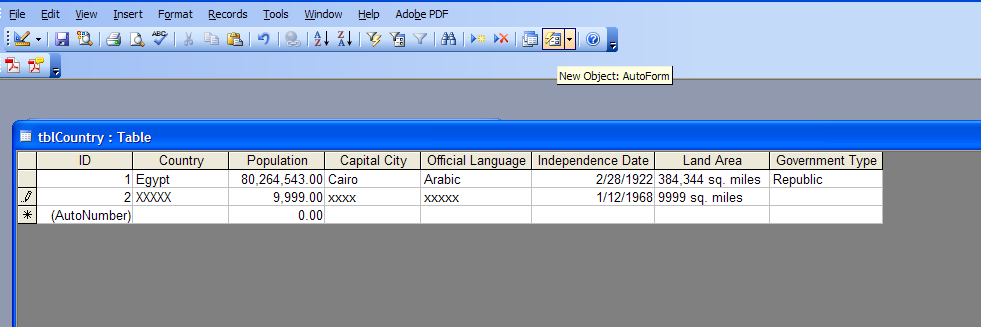 File Edit View Insert Format Records Tools Window Help Adobe PDF
New Object: AutoForm
tblCountry : Table
ID Country Population Capital City Official Language Independence Date Land Area Government Type
1 Egypt 80,264,543.00 Cairo Arabic 2/28/1922 384,344 sq. miles Republic
2 XXXXX 9,999.00 xxxx xxxxx 1/12/1968 9999 sq. miles
(AutoNumber) 0.00